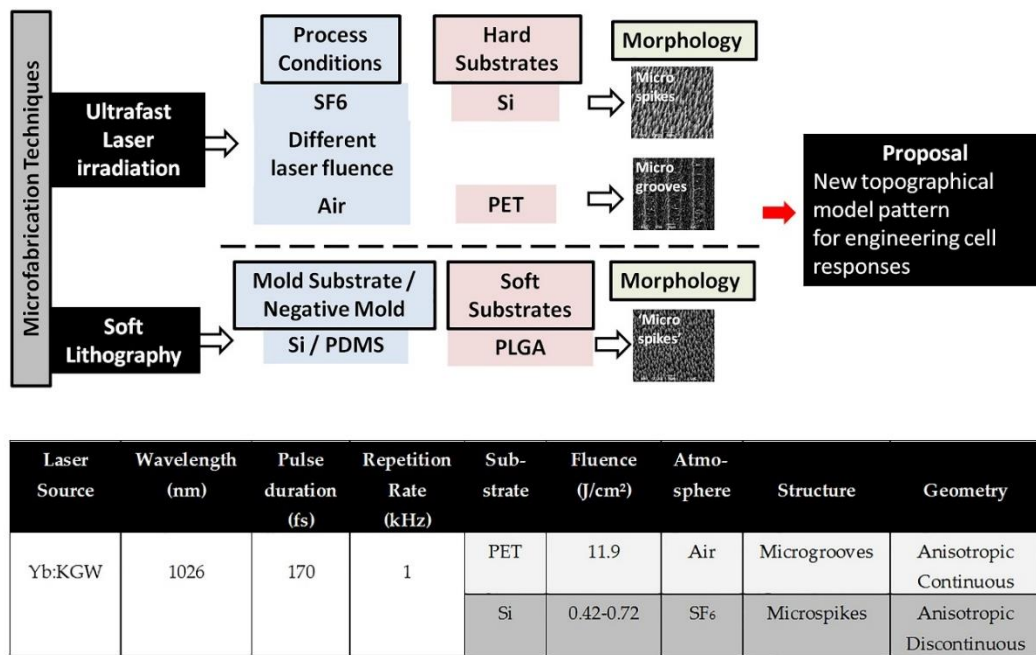 Microfabrication Techniques
Ultrafast
Laser
irradiation
Process
Conditions
SF6
Different
laser fluence
Air
Hard
Substrates
Si
PET
Morphology
Micro
spikes
Micro
grooves
Soft
Lithography
Mold Substrate /
Negative Mold
Si / PDMS
Soft
Substrates
PLGA
Morphology
'Micro
spikes'
Proposal
New topographical
model pattern
for engineering cell
responses
Laser
Source
Wavelength
(nm)
Pulse
duration
(fs)
Repetition
Rate
(kHz)
Sub-
strate
Fluence
(J/cm²)
Atmo-
sphere
Structure
Geometry
Yb:KGW
1026
170
1
PET
11.9
Air
Microgrooves
Anisotropic
Continuous
Si
0.42-0.72
SF₆
Microspikes
Anisotropic
Discontinuous